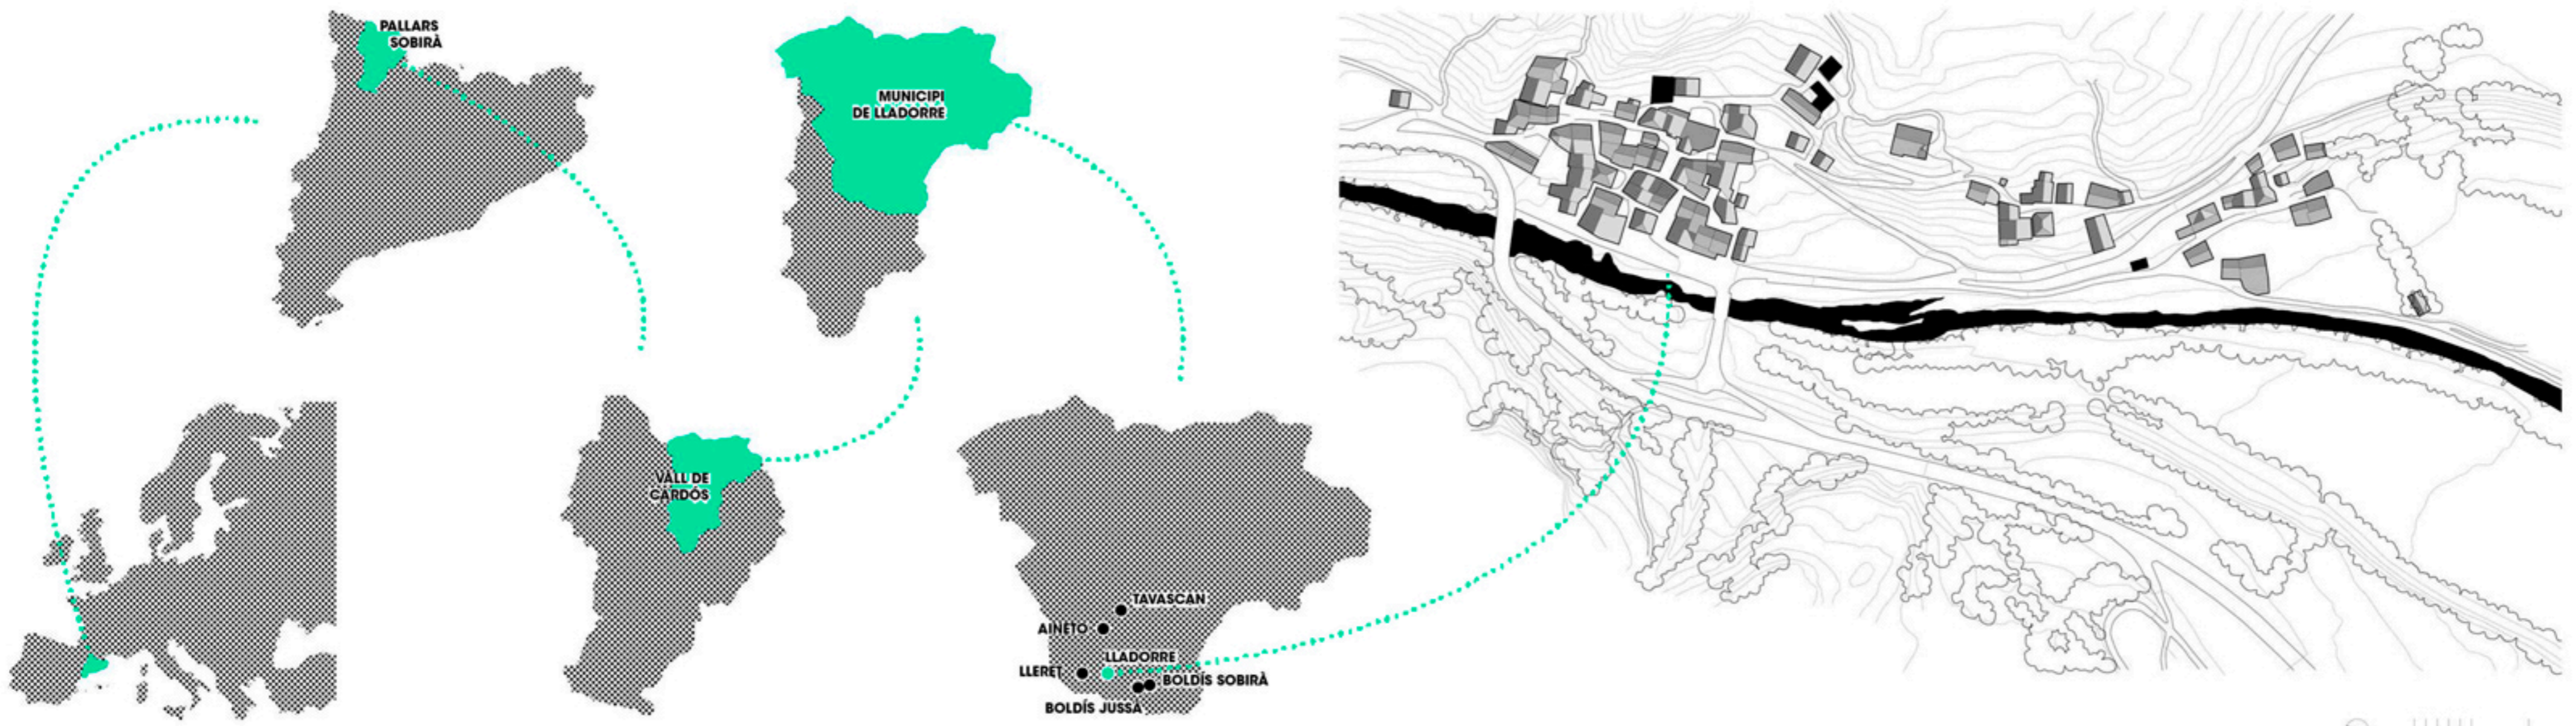 PALLARS
SOBIRÀ
MUNICIPI
DE LLADORRE
VALL DE
CARDÓS
TAVASCAN
AINETO
LLADORRE
LLERET
BOLDÍS SOBIRÀ
BOLDÍS JUSSÀ